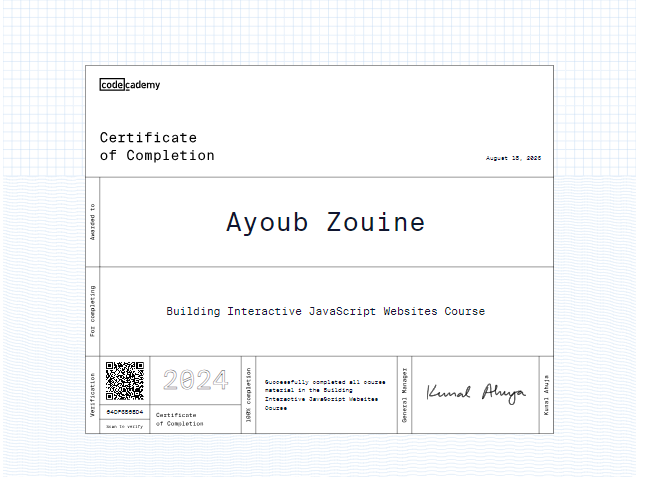 codecademy
Certificate
of Completion
August 15, 2025
Awarded to
Ayoub Zouine
For completing
Building Interactive JavaScript Websites Course
Verification
Scan to verify
2024
Certificate
of Completion
100% completion
Successfully completed all course
material in the Building
Interactive JavaScript Websites
Course
General Manager
Kunal Ahuja
Kunal Ahuja